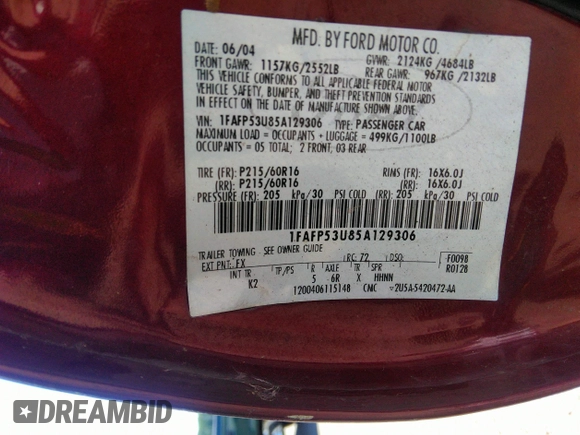 MFD. BY FORD MOTOR CO.
DATE: 06/04 GVWR: 2124KG /4684LB
FRONT GAWR: 1157KG/2552LB REAR GAWR: 967KG/2132LB
THIS VEHICLE CONFORMS TO ALL APPLICABLE FEDERAL MOTOR
VEHICLE SAFETY, BUMPER, AND THEFT PREVENTION STANDARDS
IN EFFECT ON THE DATE OF MANUFACTURE SHOWN ABOVE.
VIN: 1FAFP53U85A129306 TYPE: PASSENGER CAR
MAXIMUM LOAD = OCCUPANTS + LUGGAGE = 499KG/1100LB
OCCUPANTS = 05 TOTAL; 2 FRONT, 03 REAR
TIRE (FR): P215/60R16 RIMS (FR): 16X6.0J
(RR): P215/60R16 (RR): 16X6.0J
PRESSURE (FR): 205 kPa/30 PSI COLD (RR): 205 kPa/30 PSI COLD
1FAFP53U85A129306
TRAILER TOWING SEE OWNER GUIDE F0098
EXT PNT: FX RC: 72 DSO: R0128
INT TR TP/PS R AXLE TR SPR
K2 5 6R X HHNN
1200406115148 CMC 2U5A-5420472-AA
DREAMBID